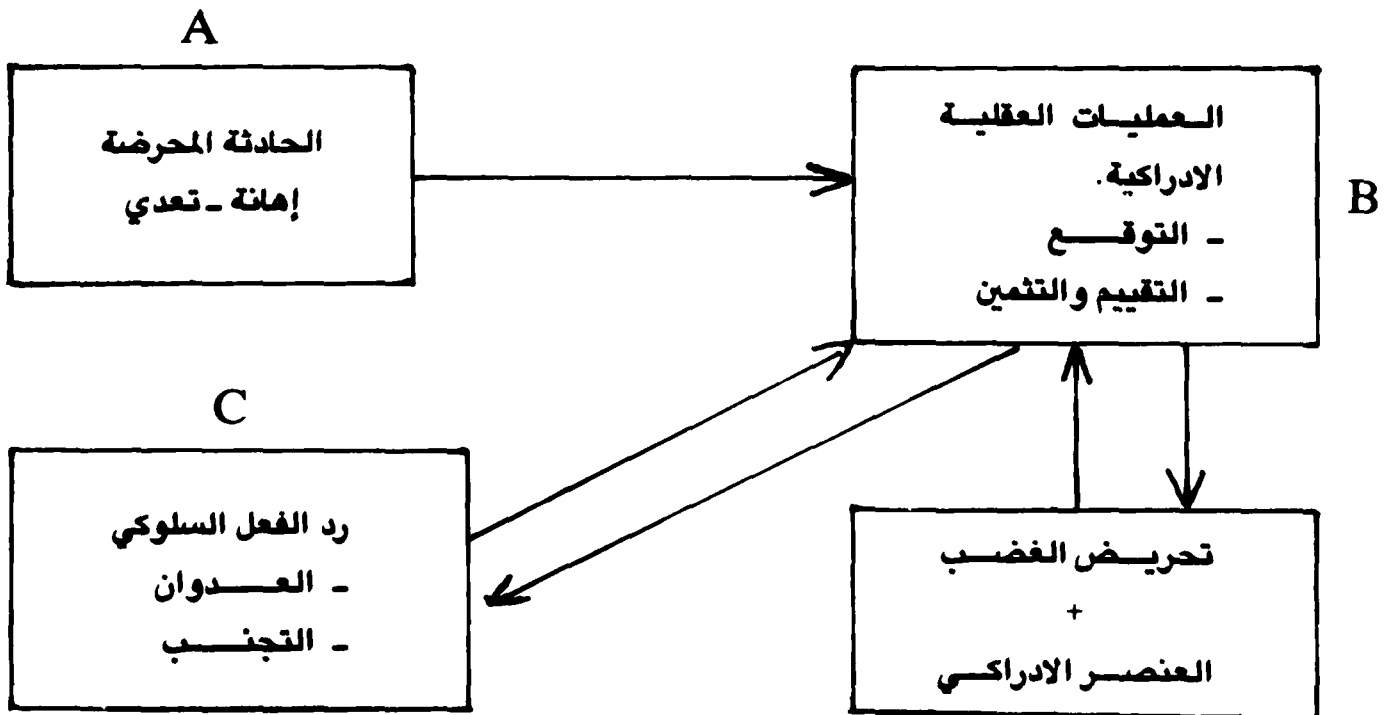 A
الحادثة المحرضة
إهانة ـ تعدي
B
العمليات العقلية
الادراكية.
ـ التوقع
ـ التقييم والتثمين
C
رد الفعل السلوكي
ـ العدوان
ـ التجنب
تحريض الغضب
+
العنصر الادراكي